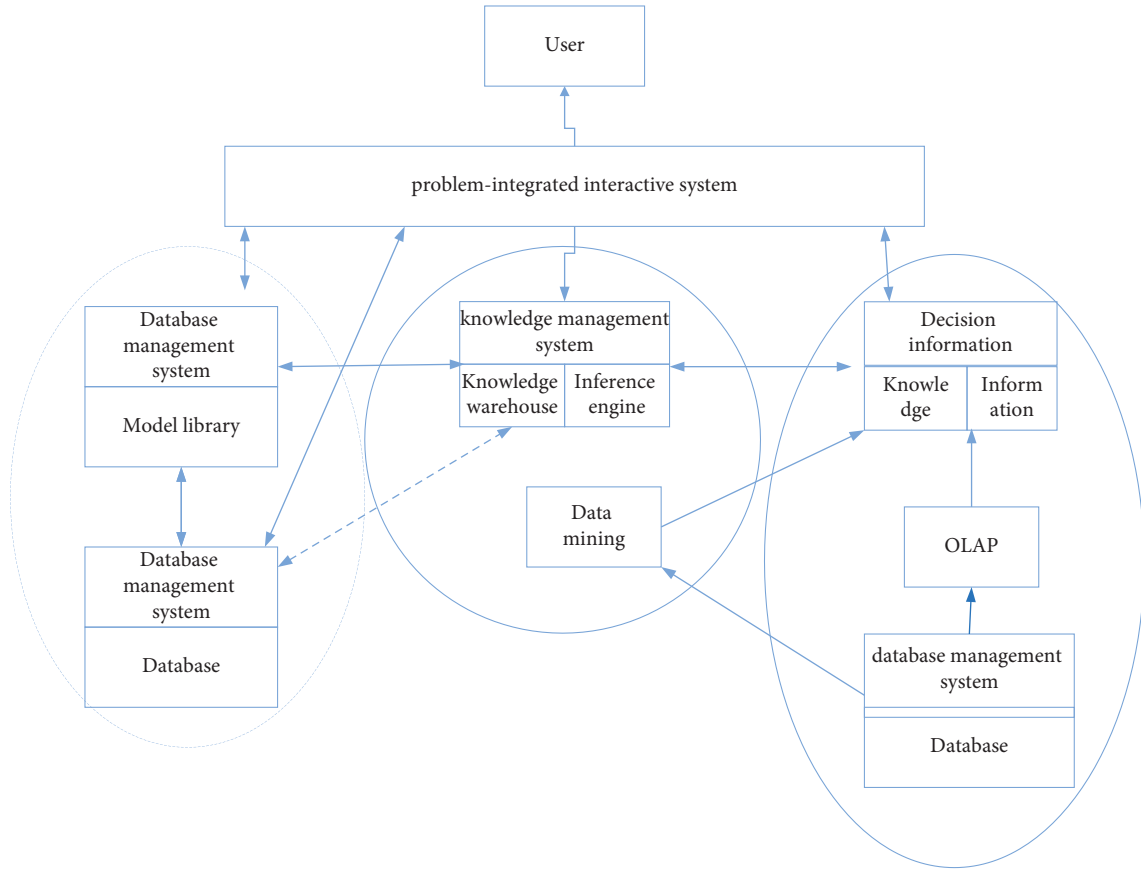 User
problem-integrated interactive system
Database
management
system
Model library
Database
management
system
Database
knowledge management
system
Knowledge
warehouse
Inference
engine
Data
mining
Decision
information
Knowle
dge
Inform
ation
OLAP
database management
system
Database